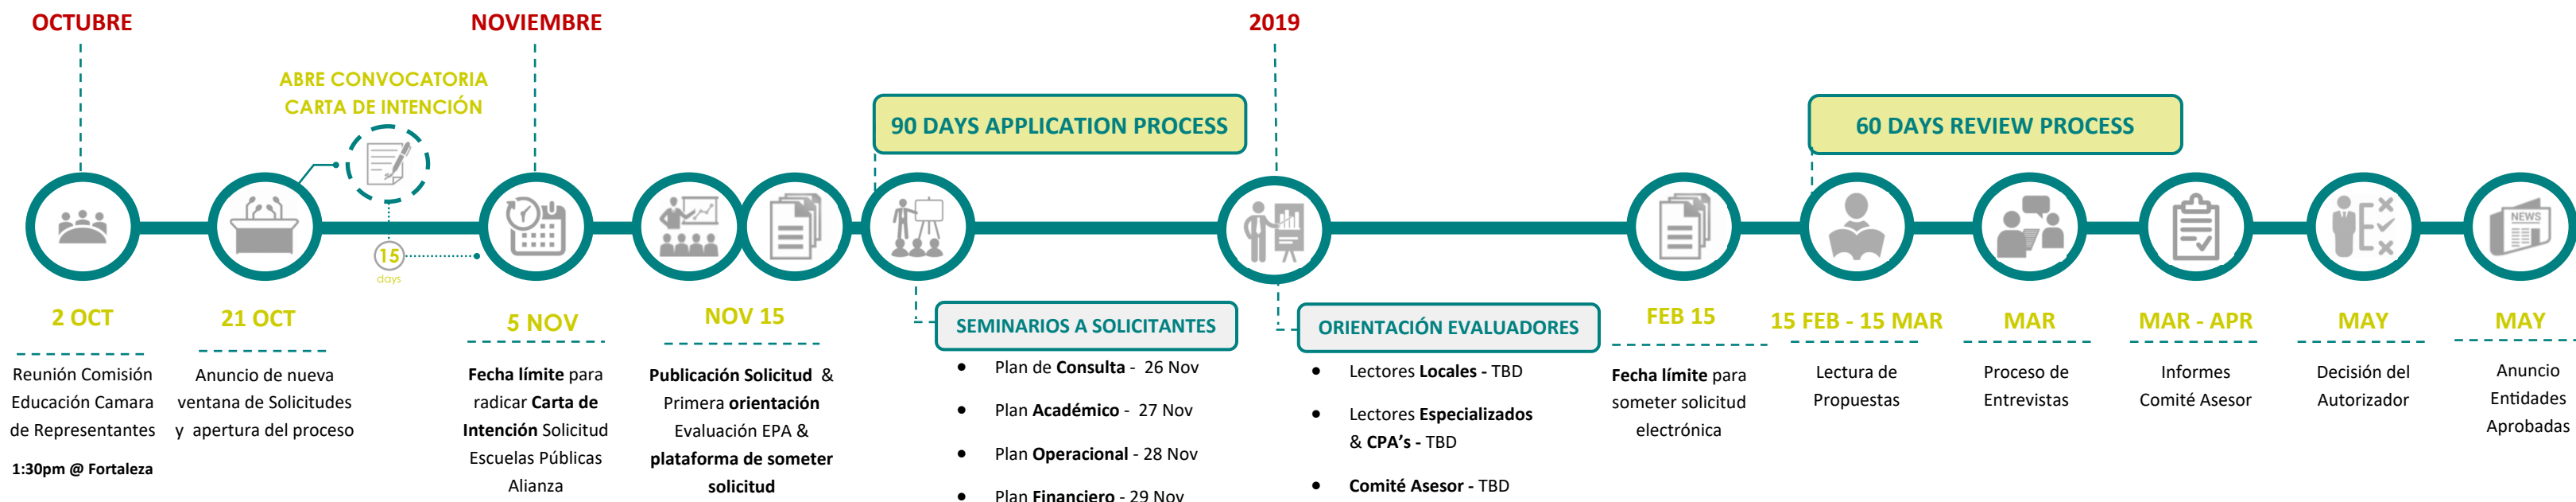 OCTUBRE
NOVIEMBRE
2019
ABRE CONVOCATORIA
CARTA DE INTENCIÓN
90 DAYS APPLICATION PROCESS
60 DAYS REVIEW PROCESS
15
days
NEWS
2 OCT
Reunión Comisión
Educación Camara
de Representantes
1:30pm @ Fortaleza
21 OCT
Anuncio de nueva
ventana de Solicitudes
y apertura del proceso
5 NOV
Fecha límite para
radicar Carta de
Intención Solicitud
Escuelas Públicas
Alianza
NOV 15
Publicación Solicitud &
Primera orientación
Evaluación EPA &
plataforma de someter
solicitud
SEMINARIOS A SOLICITANTES
• Plan de Consulta - 26 Nov
• Plan Académico - 27 Nov
• Plan Operacional - 28 Nov
• Plan Financiero - 29 Nov
ORIENTACIÓN EVALUADORES
• Lectores Locales - TBD
• Lectores Especializados
& CPA's - TBD
• Comité Asesor - TBD
FEB 15
Fecha límite para
someter solicitud
electrónica
15 FEB - 15 MAR
Lectura de
Propuestas
MAR
Proceso de
Entrevistas
MAR - APR
Informes
Comité Asesor
MAY
Decisión del
Autorizador
MAY
Anuncio
Entidades
Aprobadas